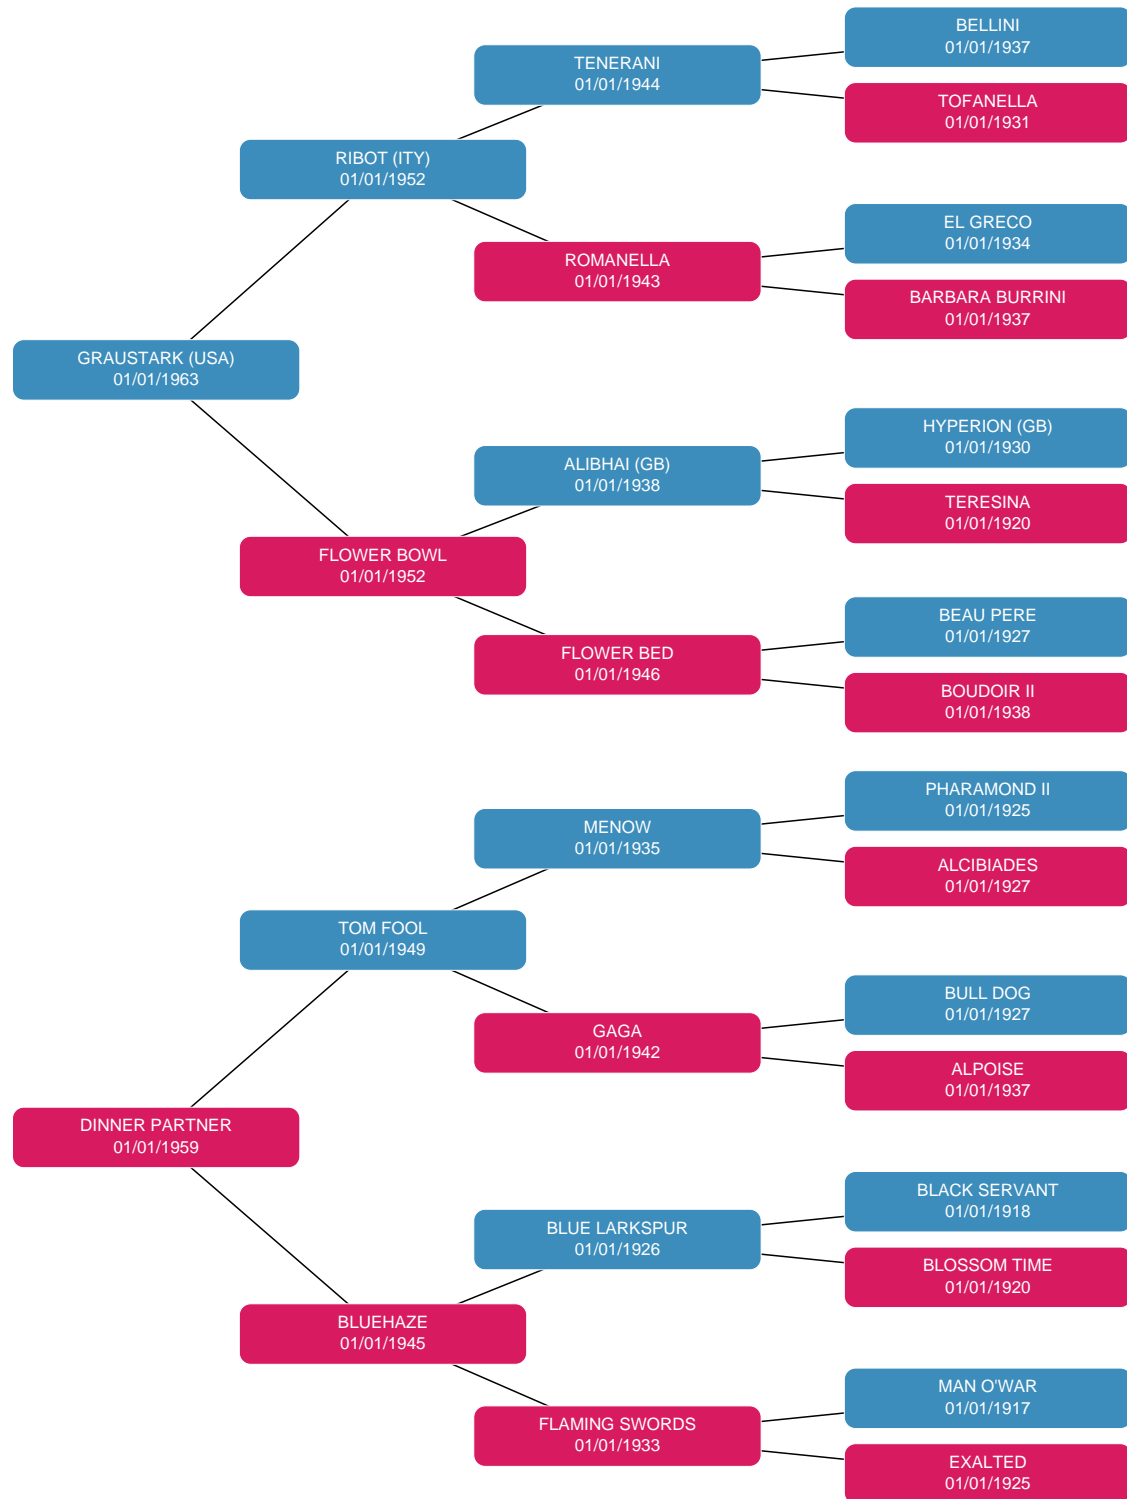 BELLINI
01/01/1937
TENERANI
01/01/1944
TOFANELLA
01/01/1931
RIBOT (ITY)
01/01/1952
EL GRECO
01/01/1934
ROMANELLA
01/01/1943
BARBARA BURRINI
01/01/1937
GRAUSTARK (USA)
01/01/1963
HYPERION (GB)
01/01/1930
ALIBHAI (GB)
01/01/1938
TERESINA
01/01/1920
FLOWER BOWL
01/01/1952
BEAU PERE
01/01/1927
FLOWER BED
01/01/1946
BOUDOIR II
01/01/1938
PHARAMOND II
01/01/1925
MENOW
01/01/1935
ALCIBIADES
01/01/1927
TOM FOOL
01/01/1949
BULL DOG
01/01/1927
GAGA
01/01/1942
ALPOISE
01/01/1937
DINNER PARTNER
01/01/1959
BLACK SERVANT
01/01/1918
BLUE LARKSPUR
01/01/1926
BLOSSOM TIME
01/01/1920
BLUEHAZE
01/01/1945
MAN O'WAR
01/01/1917
FLAMING SWORDS
01/01/1933
EXALTED
01/01/1925